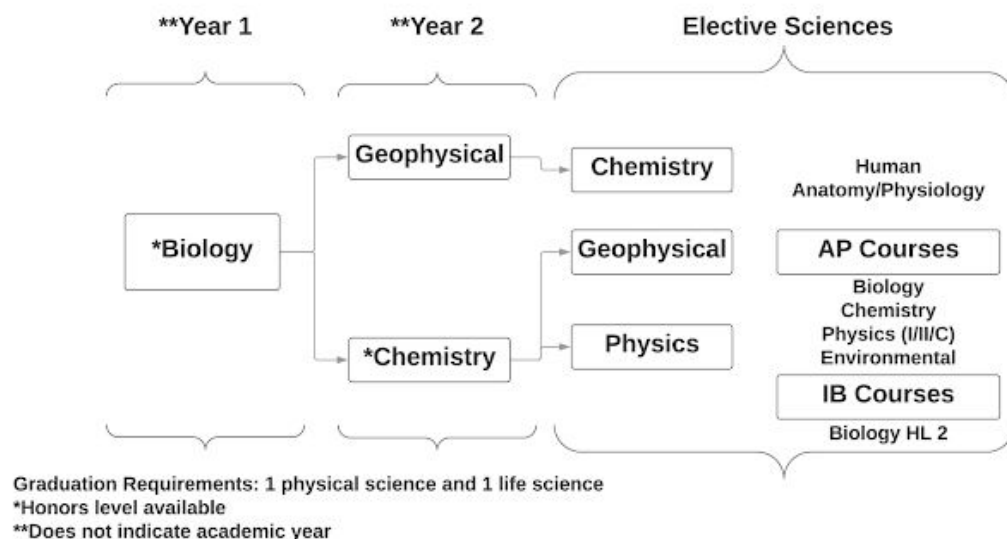 **Year 1
**Year 2
Elective Sciences
Geophysical
Chemistry
Human
Anatomy/Physiology
*Biology
Geophysical
AP Courses
Biology
Chemistry
Physics (I/II/C)
Environmental
*Chemistry
Physics
IB Courses
Biology HL 2
Graduation Requirements: 1 physical science and 1 life science
*Honors level available
**Does not indicate academic year